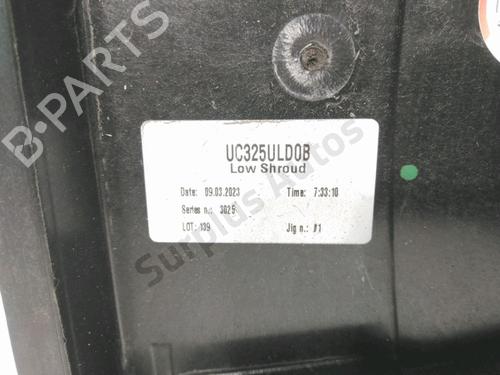 B-PARTS
UC325ULD0B
Low Shroud
Date: 09.03.2023 Time: 7:33:10
Series n.: 3025
LOT: 139 Jig n.: #1
Surplus Autos